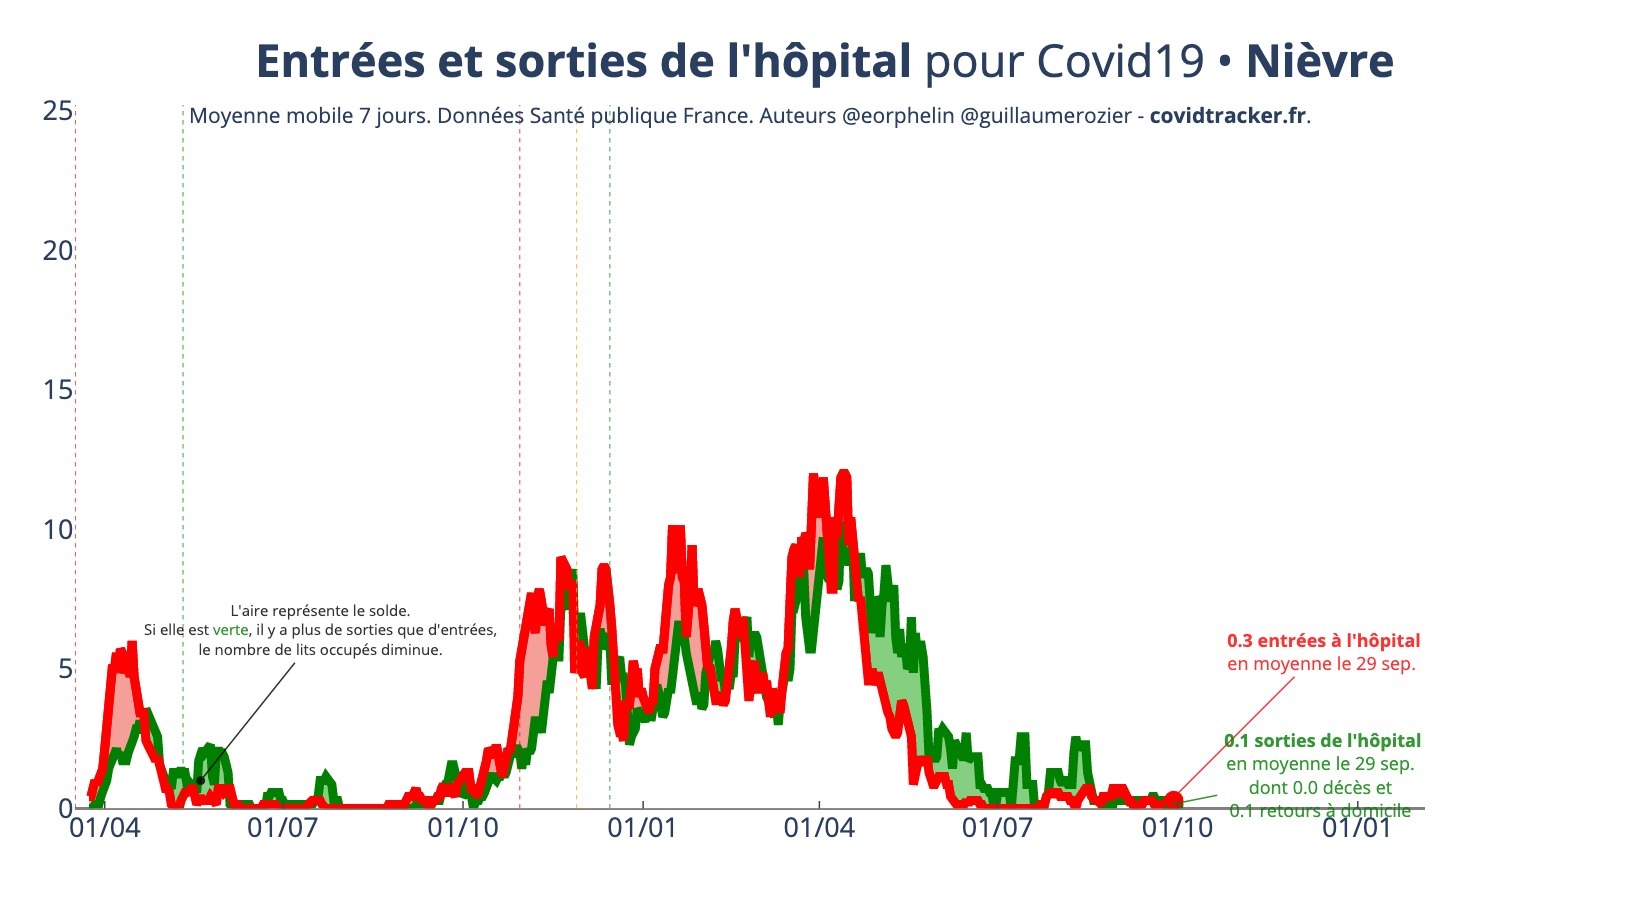 Entrées et sorties de l'hôpital pour Covid19 • Nièvre
Moyenne mobile 7 jours. Données Santé publique France. Auteurs @eorphelin @guillaumerozier - covidtracker.fr.
25
20
15
10
5
0
L'aire représente le solde.
Si elle est verte, il y a plus de sorties que d'entrées,
le nombre de lits occupés diminue.
0.3 entrées à l'hôpital
en moyenne le 29 sep.
0.1 sorties de l'hôpital
en moyenne le 29 sep.
dont 0.0 décès et
0.1 retours à domicile
01/04
01/07
01/10
01/01
01/04
01/07
01/10
01/01